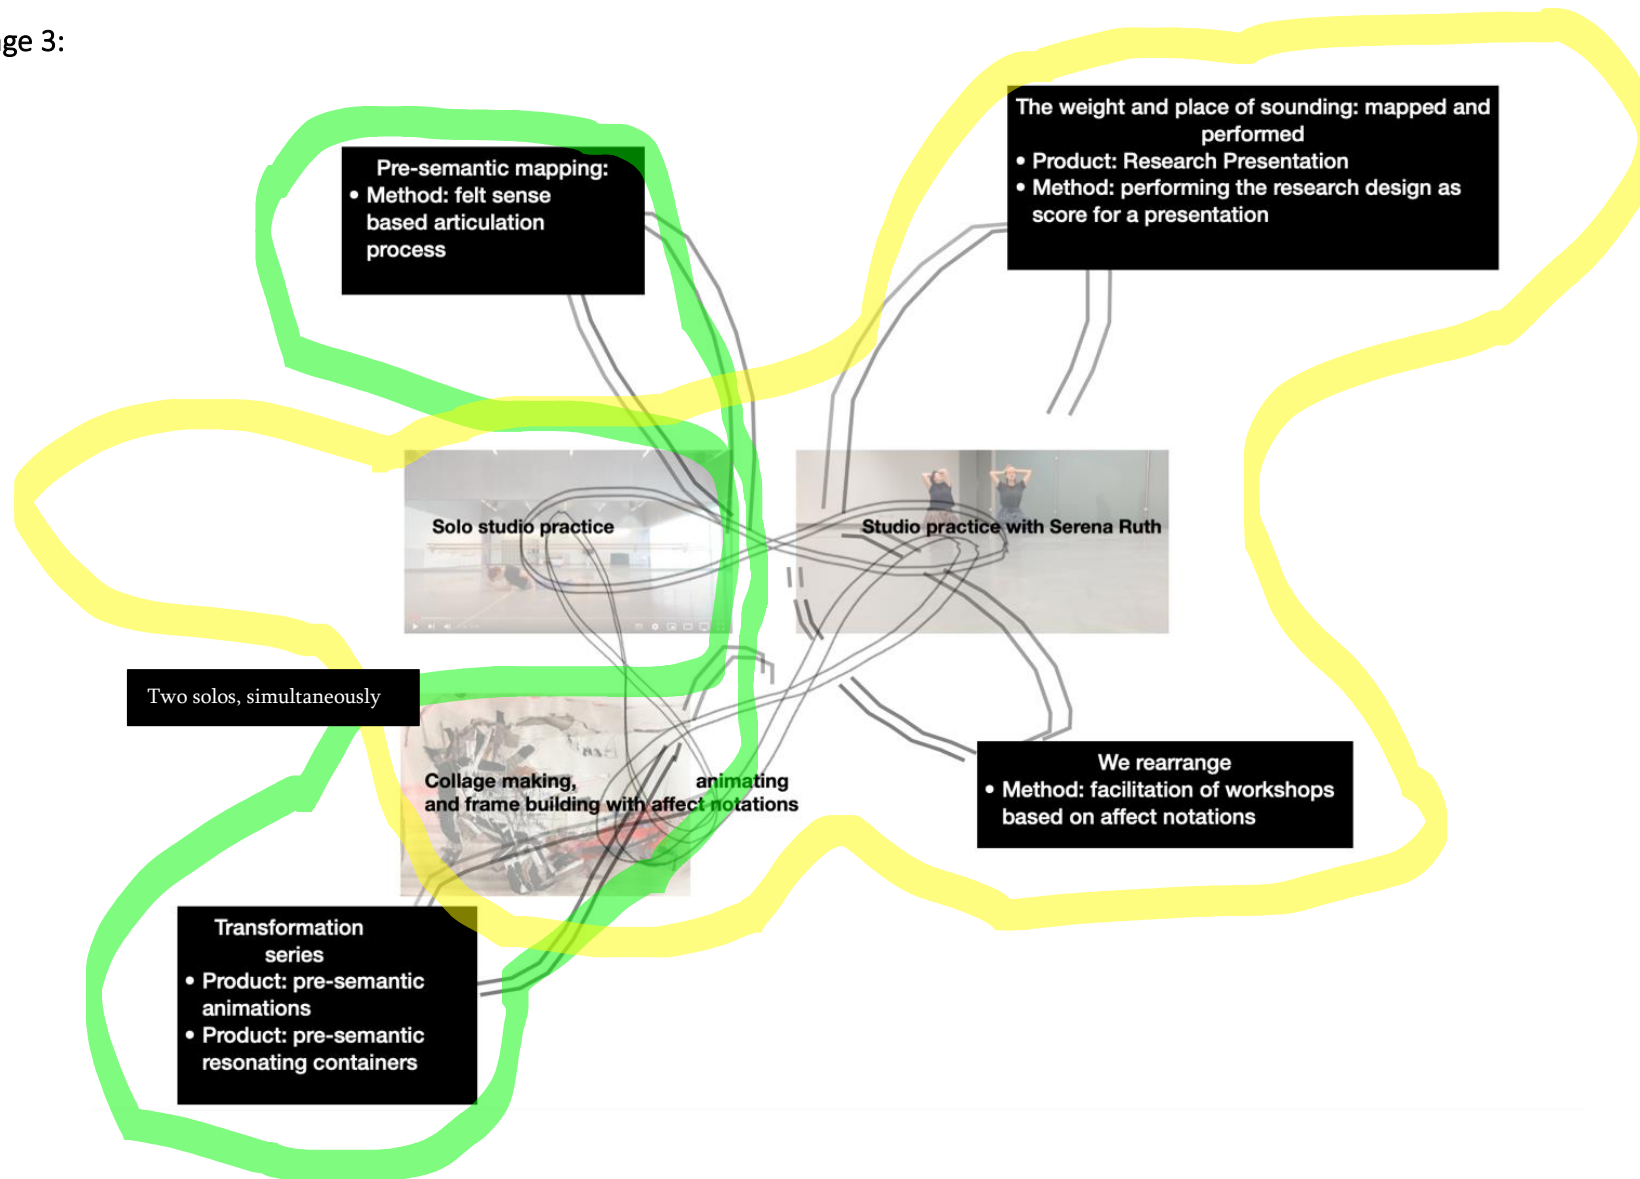 ge 3:
The weight and place of sounding: mapped and
performed
• Product: Research Presentation
• Method: performing the research design as
score for a presentation
Pre-semantic mapping:
• Method: felt sense
based articulation
process
Solo studio practice
Studio practice with Serena Ruth
Two solos, simultaneously
Collage making, animating
and frame building with affect notations
We rearrange
• Method: facilitation of workshops
based on affect notations
Transformation
series
• Product: pre-semantic
animations
• Product: pre-semantic
resonating containers